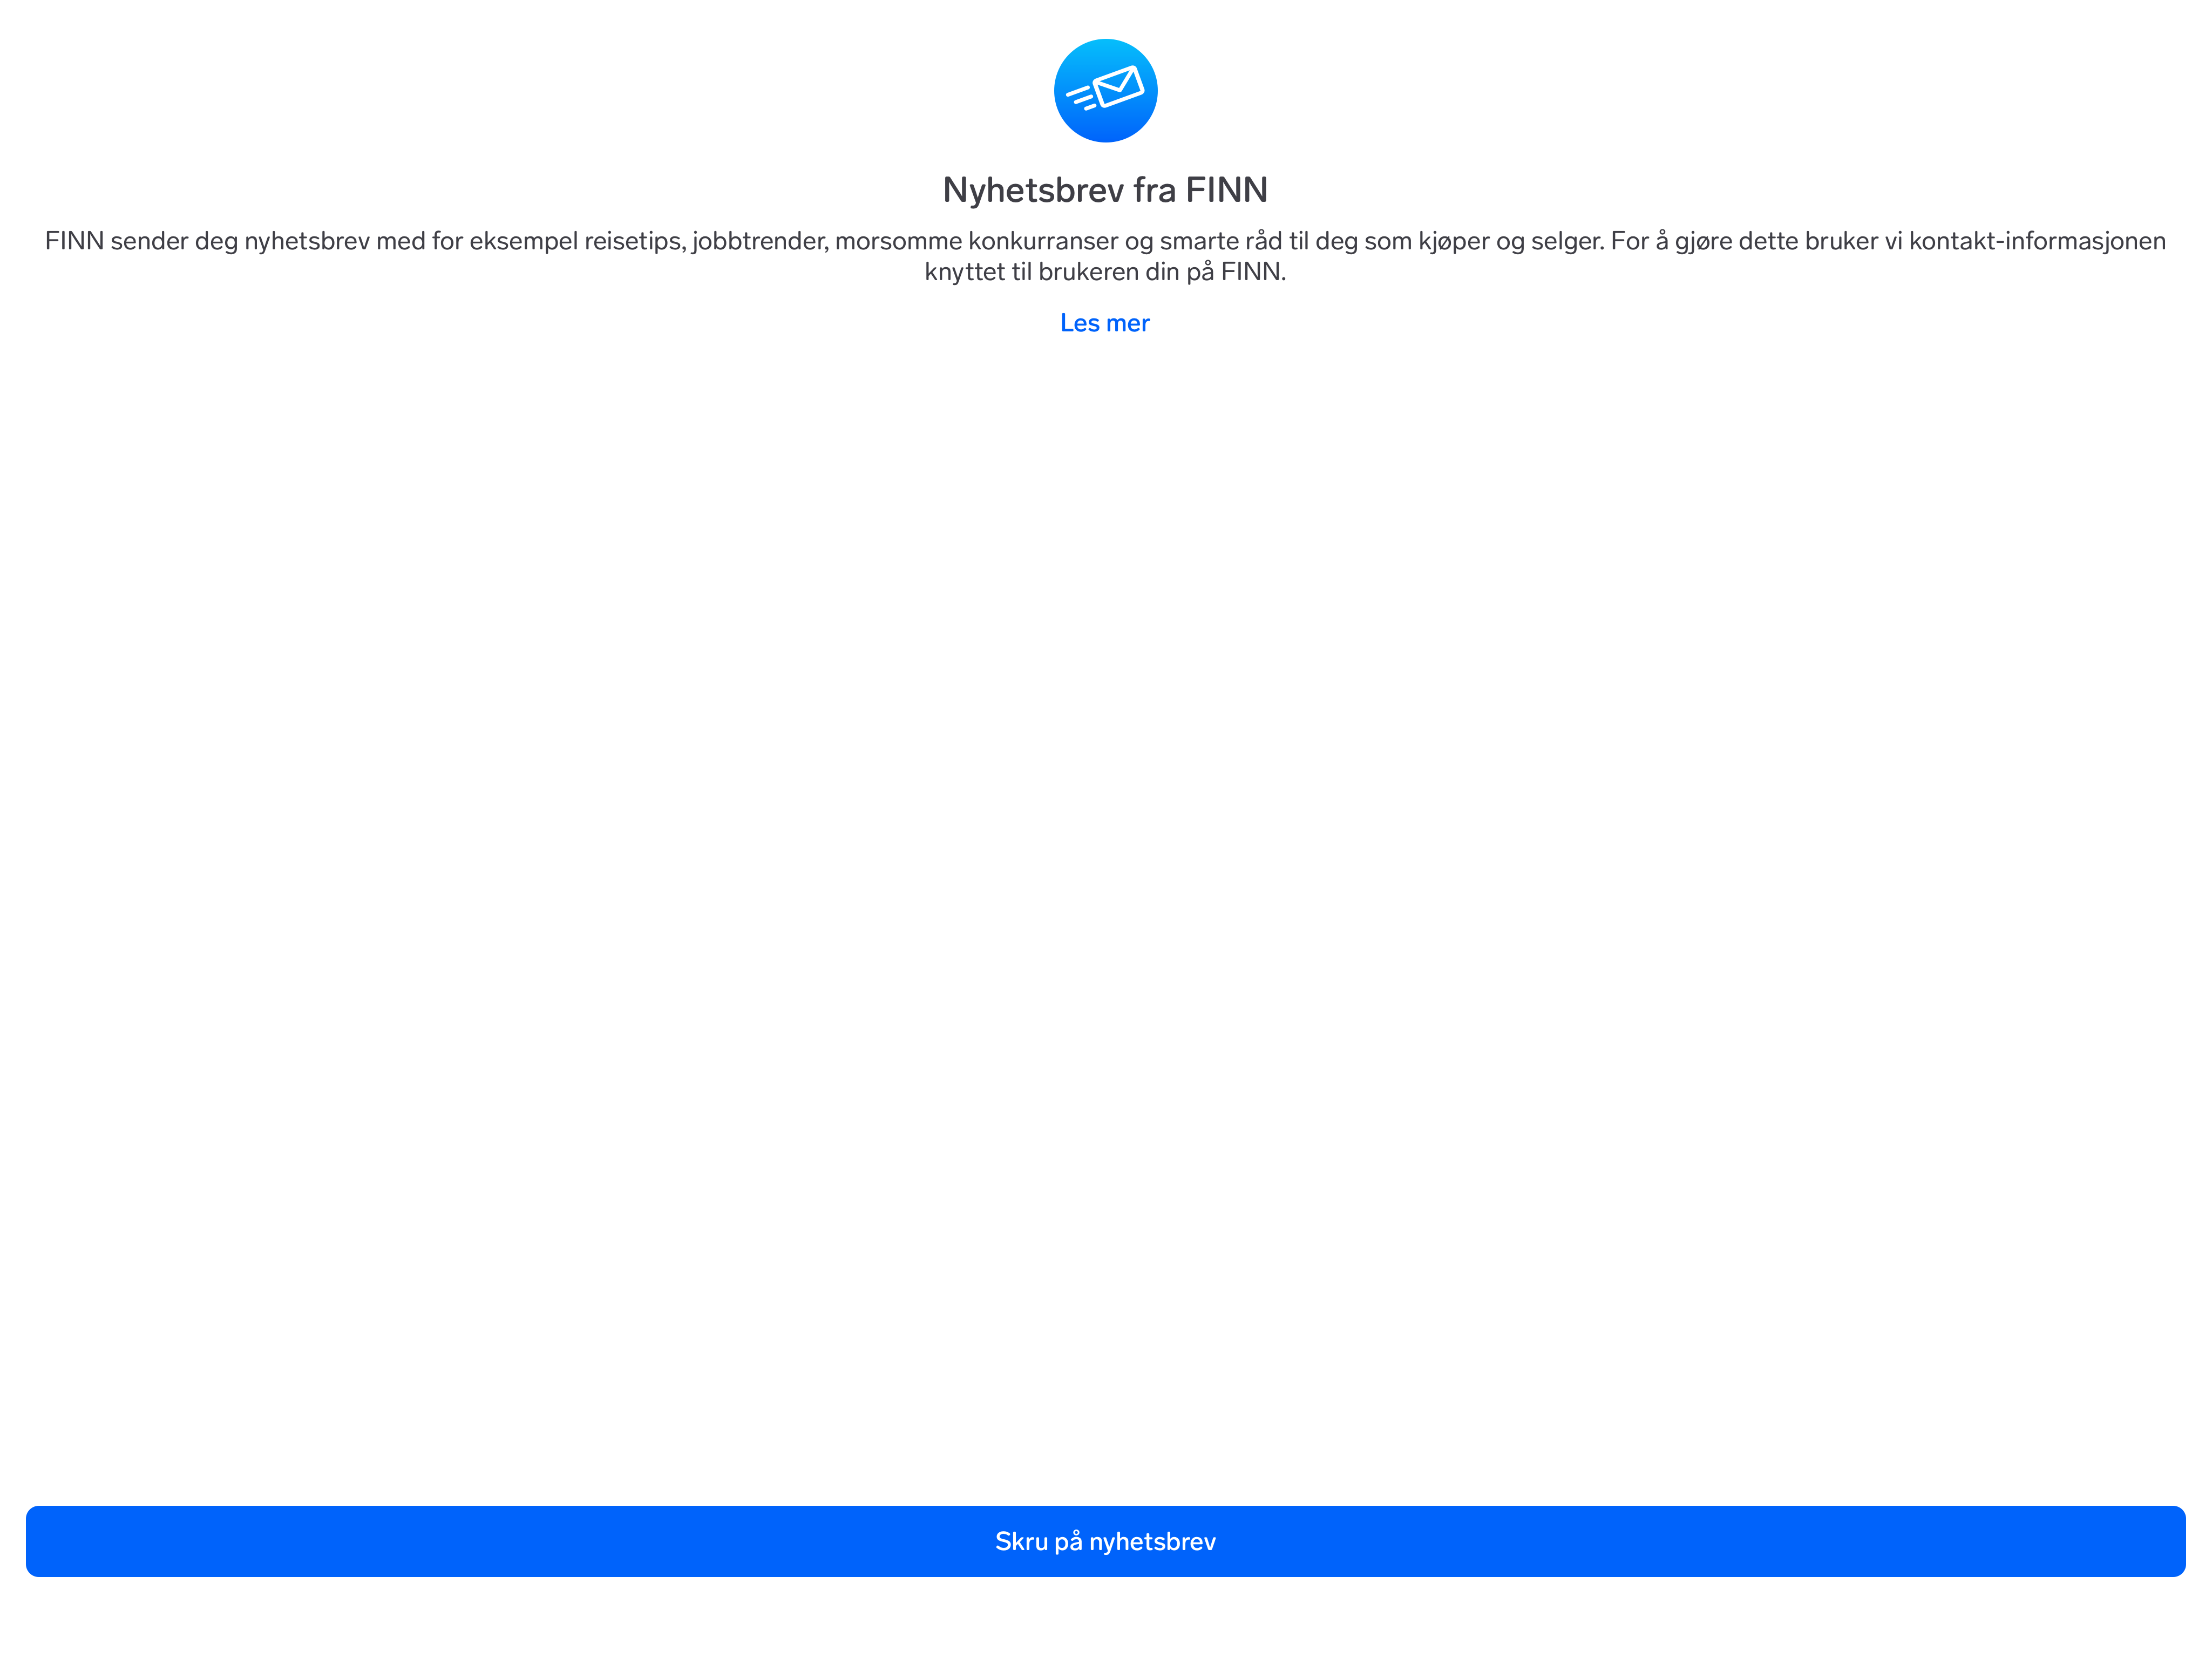 Nyhetsbrev fra FINN
FINN sender deg nyhetsbrev med for eksempel reisetips, jobbtrender, morsomme konkurranser og smarte råd til deg som kjøper og selger. For å gjøre dette bruker vi kontakt-informasjonen
knyttet til brukeren din på FINN.
Les mer
Skru på nyhetsbrev